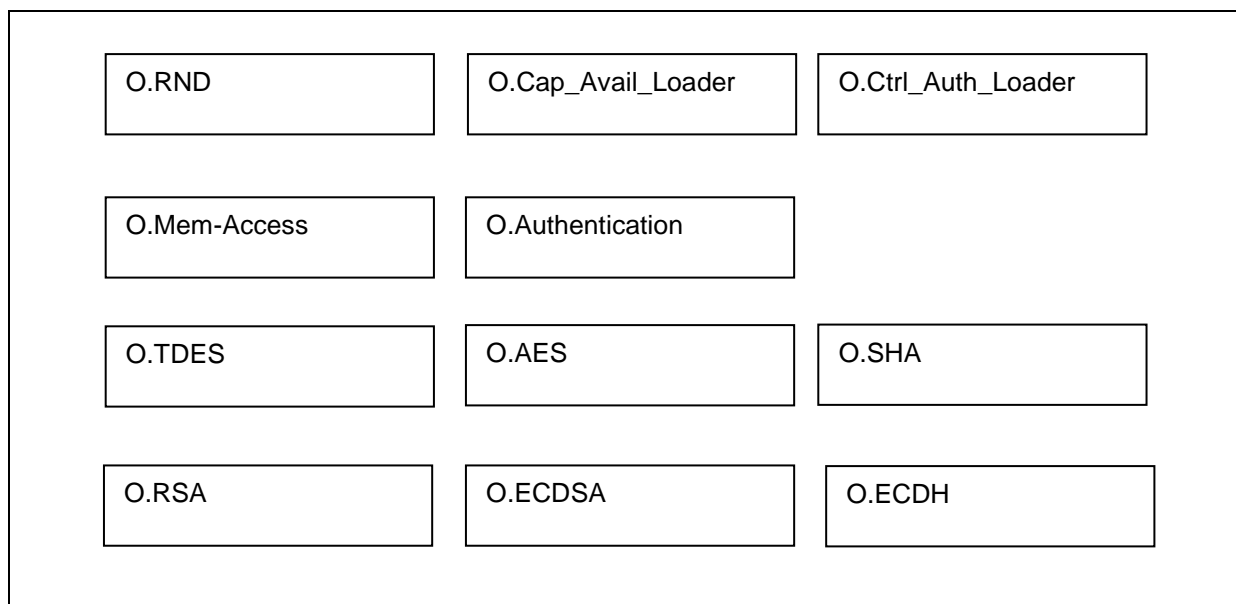 O.RND
O.Cap_Avail_Loader
O.Ctrl_Auth_Loader
O.Mem-Access
O.Authentication
O.TDES
O.AES
O.SHA
O.RSA
O.ECDSA
O.ECDH